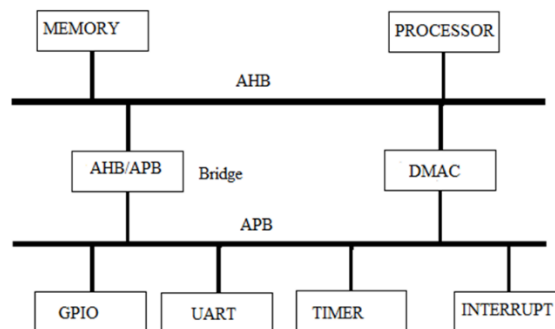 MEMORY
PROCESSOR
AHB
AHB/APB
Bridge
DMAC
APB
GPIO
UART
TIMER
INTERRUPT